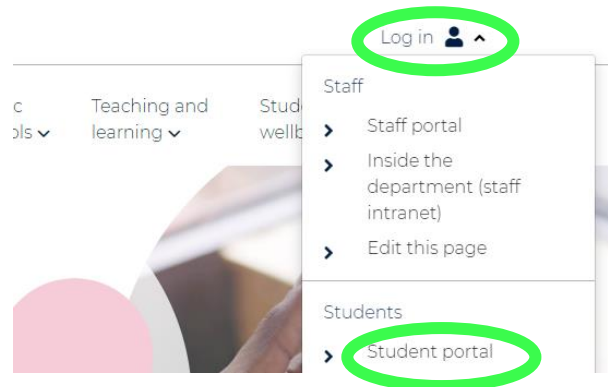 Log in
Staff
Teaching and
learning
Staff portal
Inside the
department (staff
intranet)
Edit this page
Students
Student portal